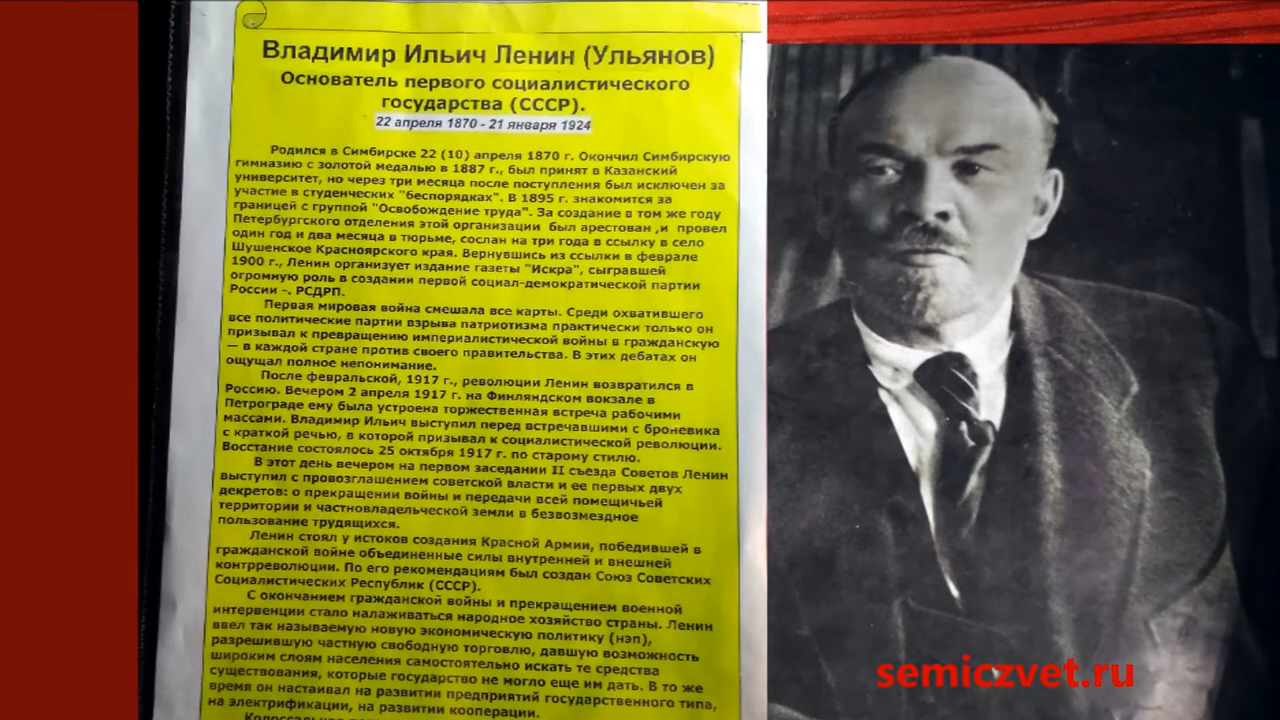 Владимир Ильич Ленин (Ульянов)
Основатель первого социалистического
государства (СССР).
22 апреля 1870 - 21 января 1924
Родился в Симбирске 22 (10) апреля 1870 г. Окончил Симбирскую
гимназию с золотой медалью в 1887 г., был принят в Казанский
университет, но через три месяца после поступления был исключен за
участие в студенческих "беспорядках". В 1895 г. знакомится за
границей с группой "Освобождение труда". За создание в том же году
Петербургского отделения этой организации был арестован ,и провел
один год и два месяца в тюрьме, сослан на три года в ссылку в село
Шушенское Красноярского края. Вернувшись из ссылки в феврале
1900 г., Ленин организует издание газеты "Искра", сыгравшей
огромную роль в создании первой социал-демократической партии
России -. РСДРП.
Первая мировая война смешала все карты. Среди охватившего
все политические партии взрыва патриотизма практически только он
призывал к превращению империалистической войны в гражданскую
— в каждой стране против своего правительства. В этих дебатах он
ощущал полное непонимание.
После февральской, 1917 г., революции Ленин возвратился в
Россию. Вечером 2 апреля 1917 г. на Финляндском вокзале в
Петрограде ему была устроена торжественная встреча рабочими
массами. Владимир Ильич выступил перед встречавшими с броневика
с краткой речью, в которой призывал к социалистической революции.
Восстание состоялось 25 октября 1917 г. по старому стилю.
В этот день вечером на первом заседании II съезда Советов Ленин
выступил с провозглашением советской власти и ее первых двух
декретов: о прекращении войны и передачи всей помещичьей
территории и частновладельческой земли в безвозмездное
пользование трудящихся.
Ленин стоял у истоков создания Красной Армии, победившей в
гражданской войне объединенные силы внутренней и внешней
контрреволюции. По его рекомендациям был создан Союз Советских
Социалистических Республик (СССР).
С окончанием гражданской войны и прекращением военной
интервенции стало налаживаться народное хозяйство страны. Ленин
ввел так называемую новую экономическую политику (нэп),
разрешившую частную свободную торговлю, давшую возможность
широким слоям населения самостоятельно искать те средства
существования, которые государство не могло еще им дать. В то же
время он настаивал на развитии предприятий государственного типа,
на электрификации, на развитии кооперации.
semiczvet.ru